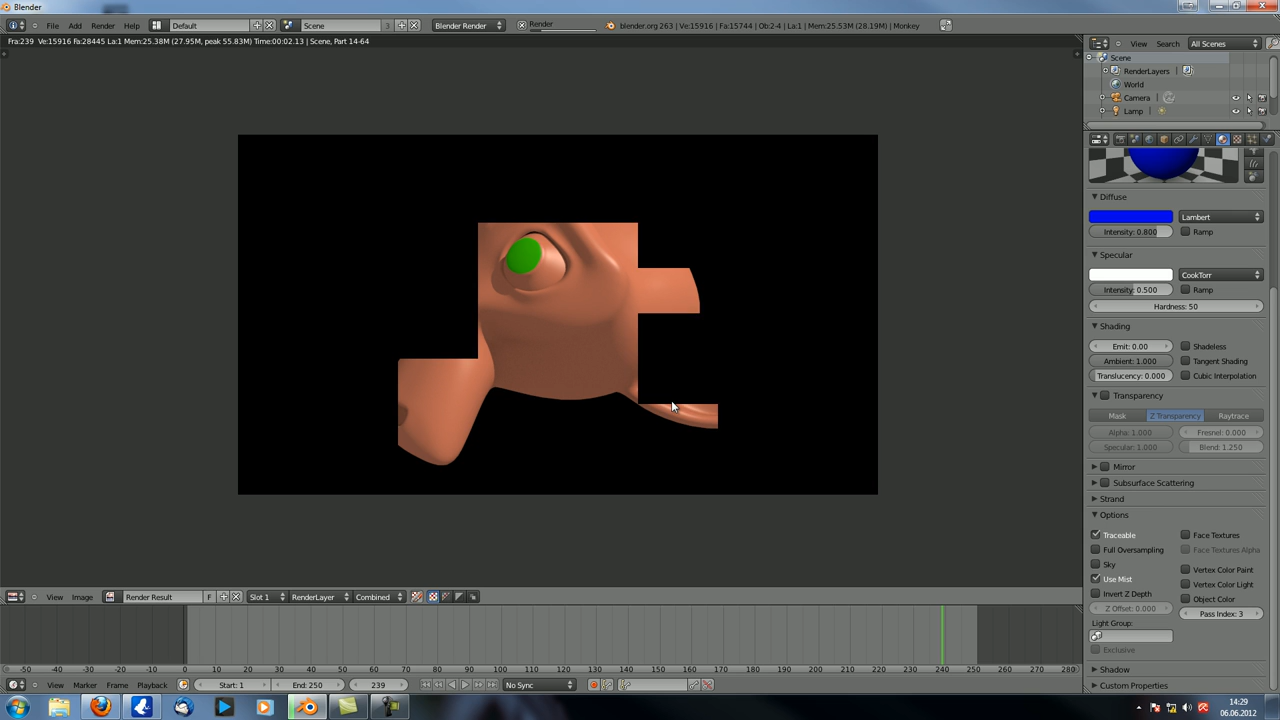 Blender
File Add Render Help Default Scene 3 Blender Render Render blender.org 263 | Ve:15916 | Fa:15744 | Ob:2-4 | La:1 | Mem:25.53M (28.19M) | Monkey
Fra:239 Ve:15916 Fa:28445 La:1 Mem:25.38M (27.95M, peak 55.83M) Time:00:02.13 | Scene, Part 14-64
View Search All Scenes
Scene
RenderLayers
World
Camera
Lamp
Diffuse
Lambert
Intensity: 0.800 Ramp
Specular
CookTorr
Intensity: 0.500 Ramp
Hardness: 50
Shading
Emit: 0.00 Shadeless
Ambient: 1.000 Tangent Shading
Translucency: 0.000 Cubic Interpolation
Transparency
Mask Z Transparency Raytrace
Alpha: 1.000 Fresnel: 0.000
Specular: 1.000 Blend: 1.250
Mirror
Subsurface Scattering
Strand
Options
Traceable Face Textures
Full Oversampling Face Textures Alpha
Sky
Vertex Color Paint
Use Mist
Vertex Color Light
Invert Z Depth
Object Color
Z Offset: 0.000
Pass Index: 3
Light Group:
Exclusive
Shadow
Custom Properties
View Image Render Result F Slot 1 RenderLayer Combined
-50 -40 -30 -20 -10 0 10 20 30 40 50 60 70 80 90 100 110 120 130 140 150 160 170 180 190 200 210 220 230 240 250 260 270 280
View Marker Frame Playback Start: 1 End: 250 239 No Sync
14:29
06.06.2012